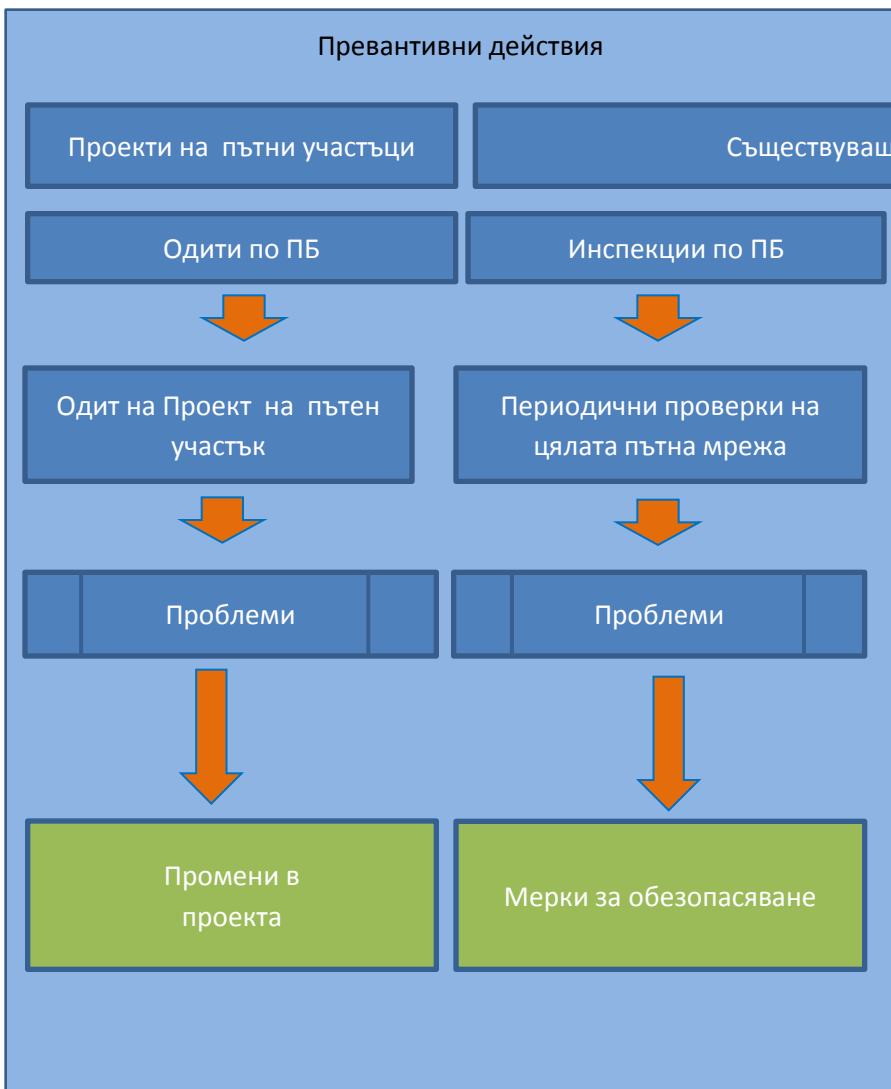 Превантивни действия
Проекти на пътни участъци
Съществуващ
Одити по ПБ
Инспекции по ПБ
Одит на Проект на пътен
участък
Периодични проверки на
цялата пътна мрежа
Проблеми
Проблеми
Промени в
проекта
Мерки за обезопасяване